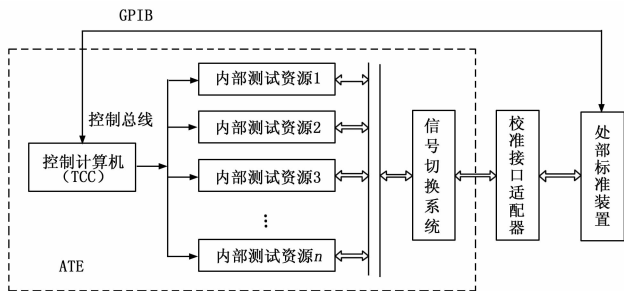 GPIB
控制总线
控制计算机
（TCC）
内部测试资源1
内部测试资源2
内部测试资源3
⋮
内部测试资源n
信号切换系统
校准接口适配器
处部标准装置
ATE